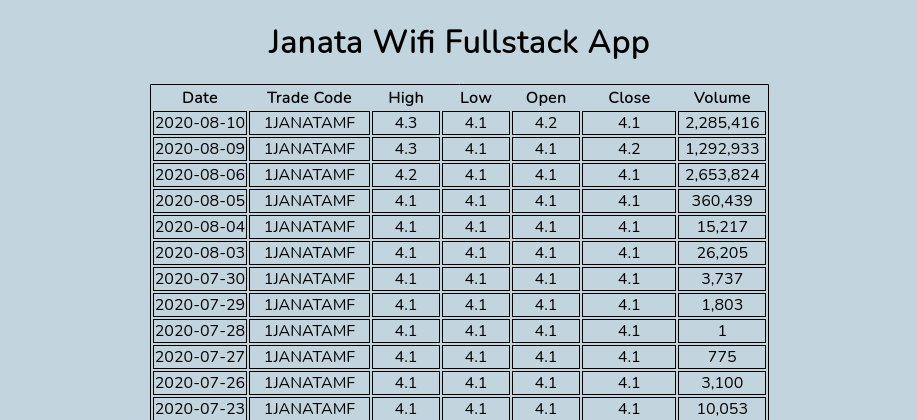 Janata Wifi Fullstack App
Date Trade Code High Low Open Close Volume
2020-08-10 1JANATAMF 4.3 4.1 4.2 4.1 2,285,416
2020-08-09 1JANATAMF 4.3 4.1 4.1 4.2 1,292,933
2020-08-06 1JANATAMF 4.2 4.1 4.1 4.1 2,653,824
2020-08-05 1JANATAMF 4.1 4.1 4.1 4.1 360,439
2020-08-04 1JANATAMF 4.1 4.1 4.1 4.1 15,217
2020-08-03 1JANATAMF 4.1 4.1 4.1 4.1 26,205
2020-07-30 1JANATAMF 4.1 4.1 4.1 4.1 3,737
2020-07-29 1JANATAMF 4.1 4.1 4.1 4.1 1,803
2020-07-28 1JANATAMF 4.1 4.1 4.1 4.1 1
2020-07-27 1JANATAMF 4.1 4.1 4.1 4.1 775
2020-07-26 1JANATAMF 4.1 4.1 4.1 4.1 3,100
2020-07-23 1JANATAMF 4.1 4.1 4.1 4.1 10,053